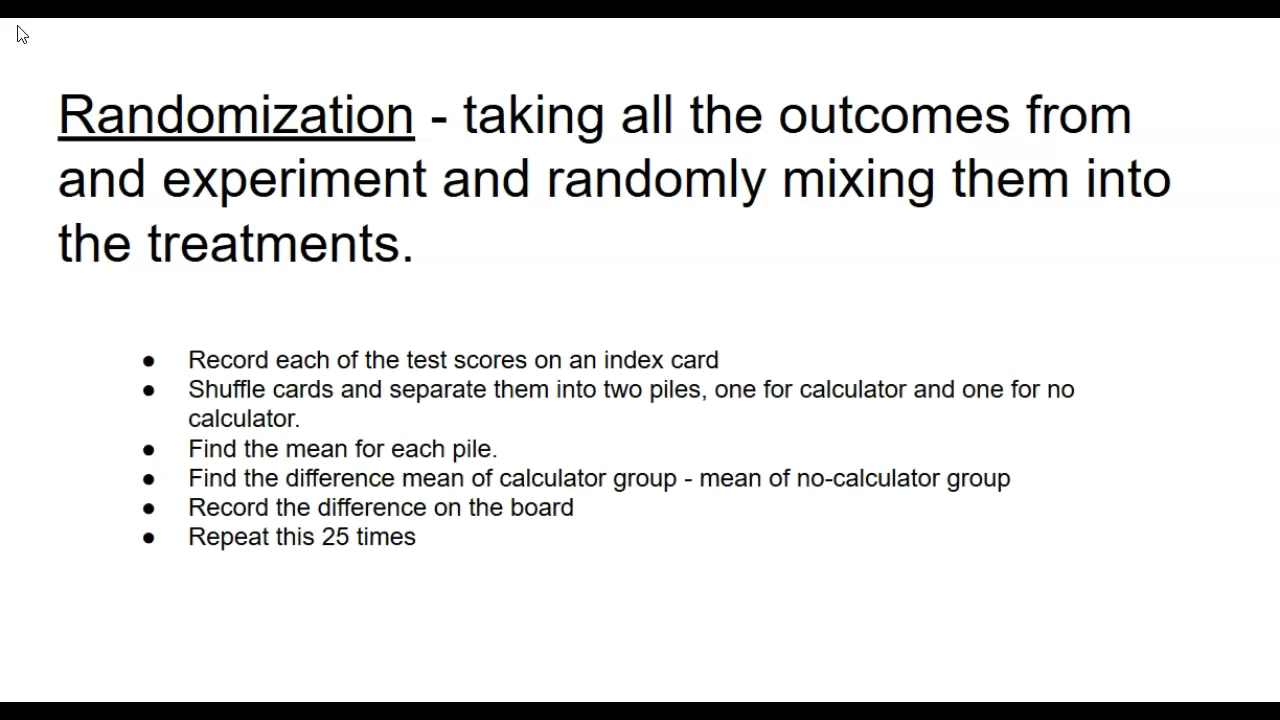 Randomization - taking all the outcomes from
and experiment and randomly mixing them into
the treatments.
● Record each of the test scores on an index card
● Shuffle cards and separate them into two piles, one for calculator and one for no
calculator.
● Find the mean for each pile.
● Find the difference mean of calculator group - mean of no-calculator group
● Record the difference on the board
● Repeat this 25 times